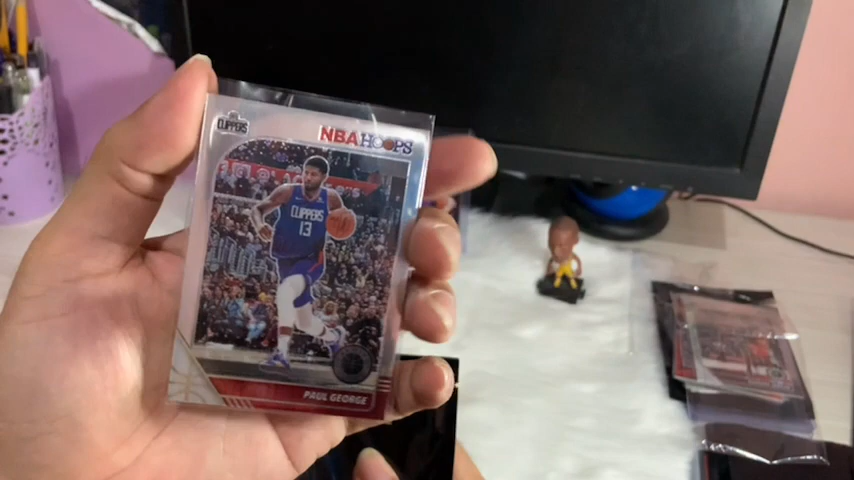 CLIPPERS
NBA HOOPS
CLIPPERS
13
PAUL GEORGE